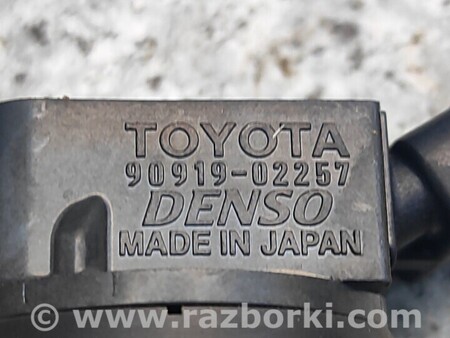 TOYOTA
90919-02257
DENSO
MADE IN JAPAN
www.razborki.com